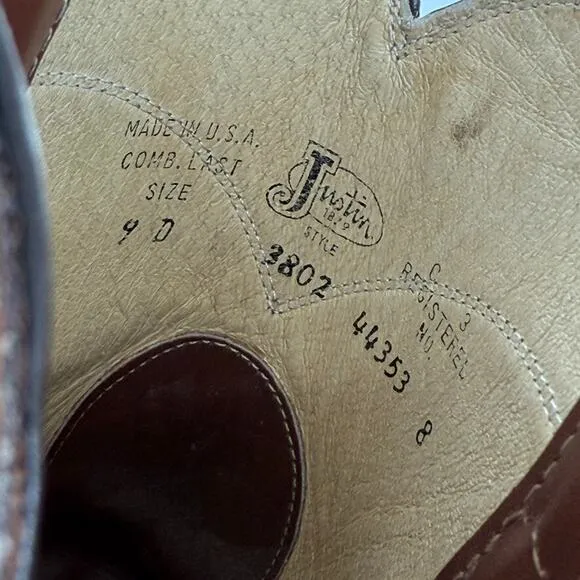 MADE IN U.S.A.
COMB. LAST
SIZE
9 D
Justin
1879
STYLE
3802
C 3
REGISTERED
NO.
44353 8